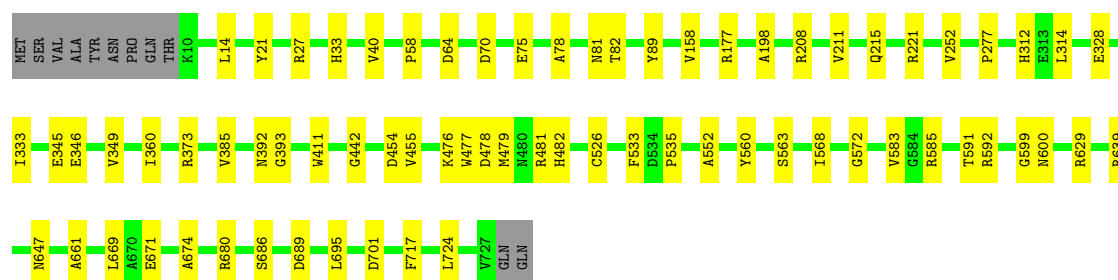 MET SER VAL ALA TYR ASN PRO GLN THR K10 L14 Y21 R27 H33 V40 P58 D64 D70 E75 A78 N81 T82 Y89 V158 R177 A198 R208 V211 Q215 R221 V252 P277 H312 E313 L314 E328
I333 E345 E346 V349 I360 R373 V385 N392 G393 W411 G442 D454 V455 K476 W477 D478 M479 N480 R481 H482 C526 F533 D534 P535 A552 Y560 S563 I568 G572 V583 G584 R585 T591 R592 G599 N600 R629
N647 A661 L669 A670 E671 A674 R680 S686 D689 L695 D701 F717 L724 V727 GLN GLN